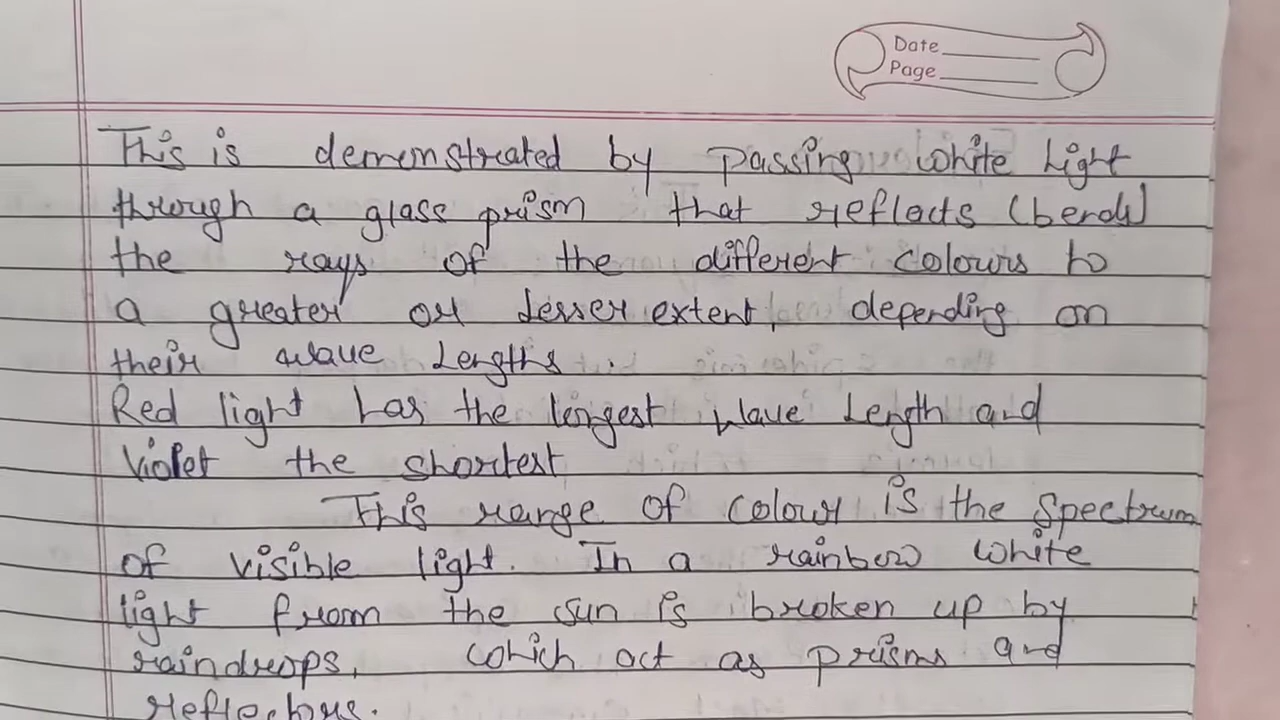 Date
Page
This is demonstrated by passing white Light
through a glass prism that reflects (bends)
the rays of the different colours to
a greater or Lesser extent, depending on
their wave Lengths.
Red light has the longest wave Length and
Violet the shortest
This range of colour is the spectrum
of visible light. In a rainbow white
light from the sun is broken up by
raindrops, which act as prisms and
reflectors.